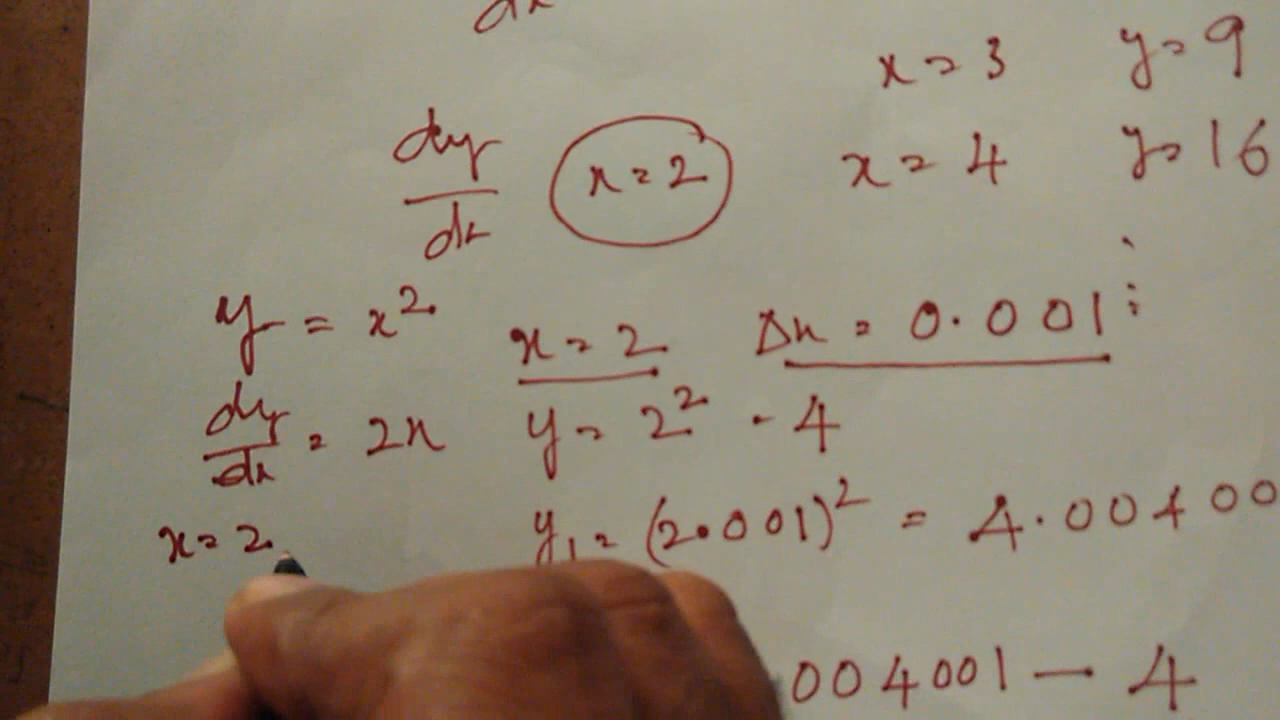 x = 3 y = 9
dy/dx x = 2 x = 4 y = 16
y = x² x = 2 Δx = 0.001
dy/dx = 2x y = 2² = 4
x = 2 y₁ = (2.001)² = 4.00400
004001 - 4